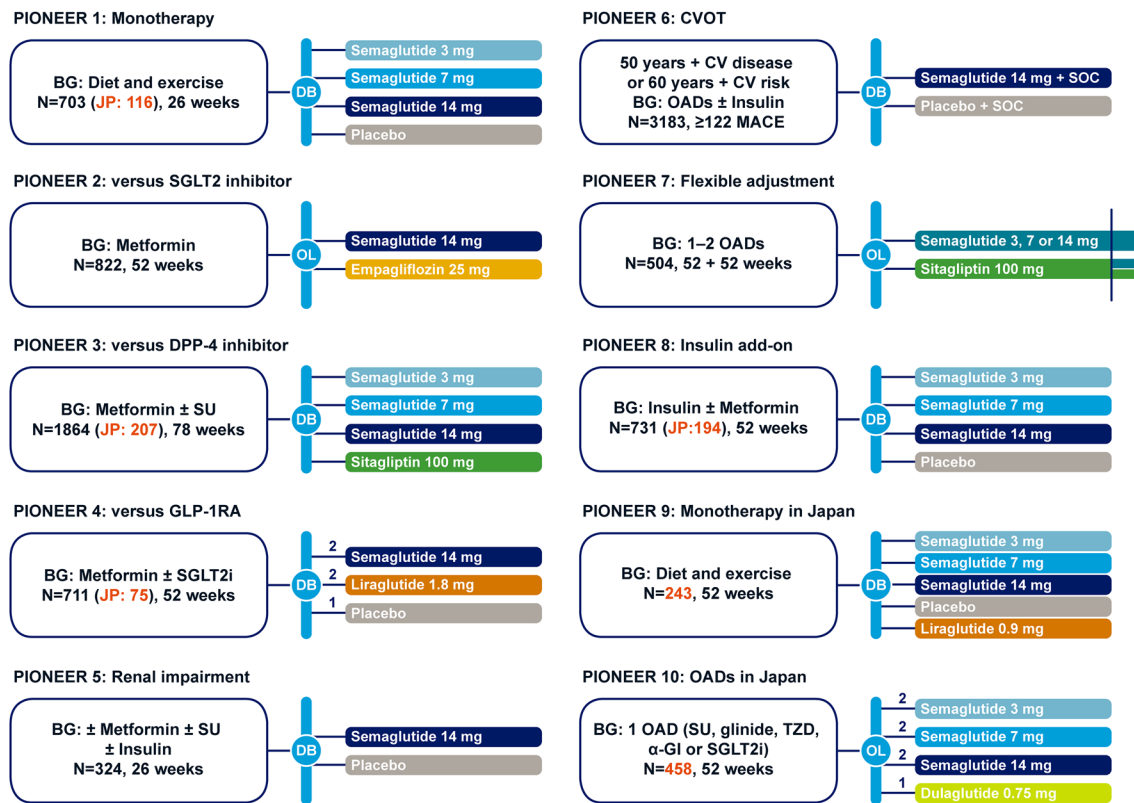 PIONEER 1: Monotherapy
BG: Diet and exercise
N=703 (JP: 116), 26 weeks
DB
Semaglutide 3 mg
Semaglutide 7 mg
Semaglutide 14 mg
Placebo
PIONEER 2: versus SGLT2 inhibitor
BG: Metformin
N=822, 52 weeks
OL
Semaglutide 14 mg
Empagliflozin 25 mg
PIONEER 3: versus DPP-4 inhibitor
BG: Metformin ± SU
N=1864 (JP: 207), 78 weeks
DB
Semaglutide 3 mg
Semaglutide 7 mg
Semaglutide 14 mg
Sitagliptin 100 mg
PIONEER 4: versus GLP-1RA
BG: Metformin ± SGLT2i
N=711 (JP: 75), 52 weeks
DB
2
Semaglutide 14 mg
2
Liraglutide 1.8 mg
1
Placebo
PIONEER 5: Renal impairment
BG: ± Metformin ± SU
± Insulin
N=324, 26 weeks
DB
Semaglutide 14 mg
Placebo
PIONEER 6: CVOT
50 years + CV disease
or 60 years + CV risk
BG: OADs ± Insulin
N=3183, ≥122 MACE
DB
Semaglutide 14 mg + SOC
Placebo + SOC
PIONEER 7: Flexible adjustment
BG: 1–2 OADs
N=504, 52 + 52 weeks
OL
Semaglutide 3, 7 or 14 mg
Sitagliptin 100 mg
PIONEER 8: Insulin add-on
BG: Insulin ± Metformin
N=731 (JP:194), 52 weeks
DB
Semaglutide 3 mg
Semaglutide 7 mg
Semaglutide 14 mg
Placebo
PIONEER 9: Monotherapy in Japan
BG: Diet and exercise
N=243, 52 weeks
DB
Semaglutide 3 mg
Semaglutide 7 mg
Semaglutide 14 mg
Placebo
Liraglutide 0.9 mg
PIONEER 10: OADs in Japan
BG: 1 OAD (SU, glinide, TZD,
α-GI or SGLT2i)
N=458, 52 weeks
OL
2
Semaglutide 3 mg
2
Semaglutide 7 mg
2
Semaglutide 14 mg
1
Dulaglutide 0.75 mg